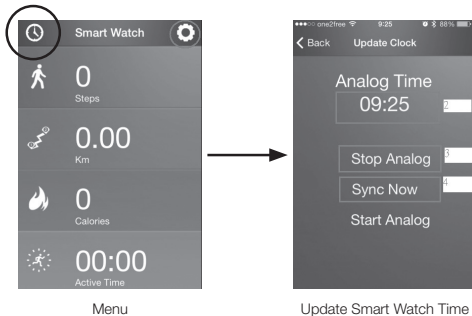 Smart Watch
0
Steps
0.00
Km
0
Calories
00:00
Active Time
Menu
one2free 9:25 88%
Back Update Clock
Analog Time
09:25 2
Stop Analog 3
Sync Now 4
Start Analog
Update Smart Watch Time